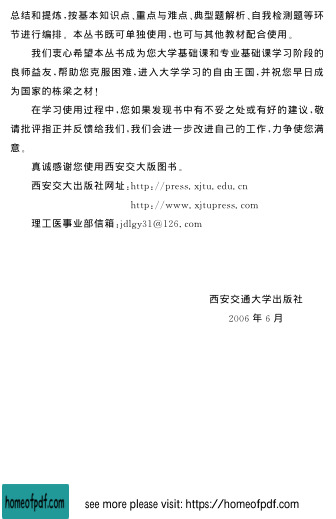 总结和提炼,按基本知识点、重点与难点、典型题解析、自我检测题等环
节进行编排。本丛书既可单独使用,也可与其他教材配合使用。
我们衷心希望本丛书成为您大学基础课和专业基础课学习阶段的
良师益友,帮助您克服困难,进入大学学习的自由王国,并祝您早日成
为国家的栋梁之材!
在学习使用过程中,您如果发现书中有不妥之处或有好的建议,敬
请批评指正并反馈给我们,我们会进一步改进自己的工作,力争使您满
意。
真诚感谢您使用西安交大版图书。
西安交大出版社网址:http://press.xjtu.edu.cn
http://www.xjtupress.com
理工医事业部信箱:jdlgy31@126.com
西安交通大学出版社
2006年6月
homeofpdf.com
see more please visit: https://homeofpdf.com